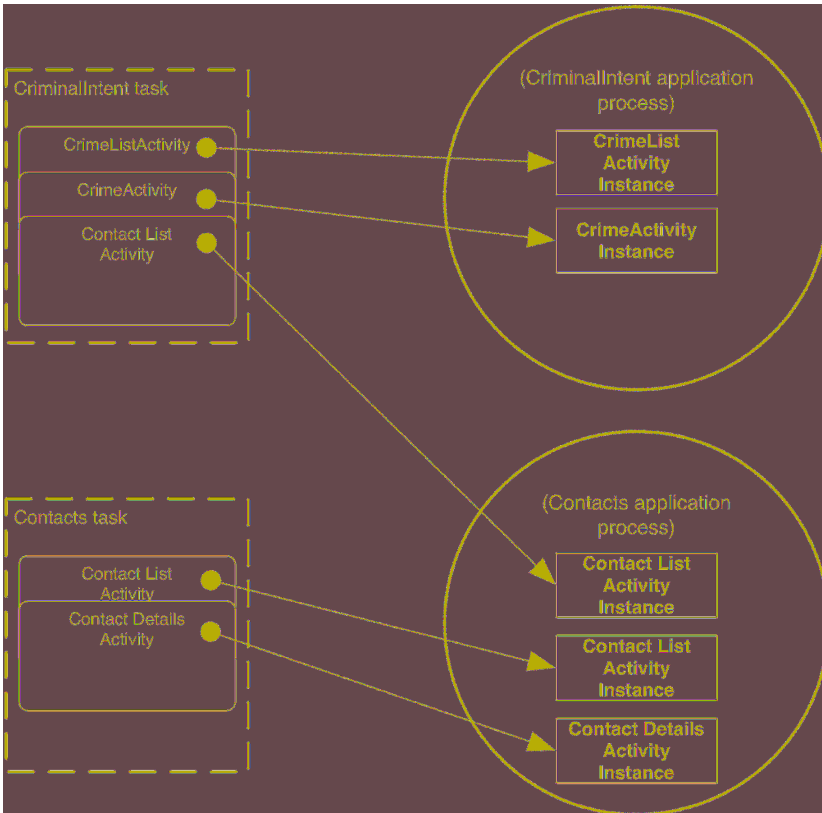 CriminalIntent task
CrimeListActivity
CrimeActivity
Contact List
Activity
(CriminalIntent application
process)
CrimeList
Activity
Instance
CrimeActivity
Instance
Contacts task
Contact List
Activity
Contact Details
Activity
(Contacts application
process)
Contact List
Activity
Instance
Contact List
Activity
Instance
Contact Details
Activity
Instance